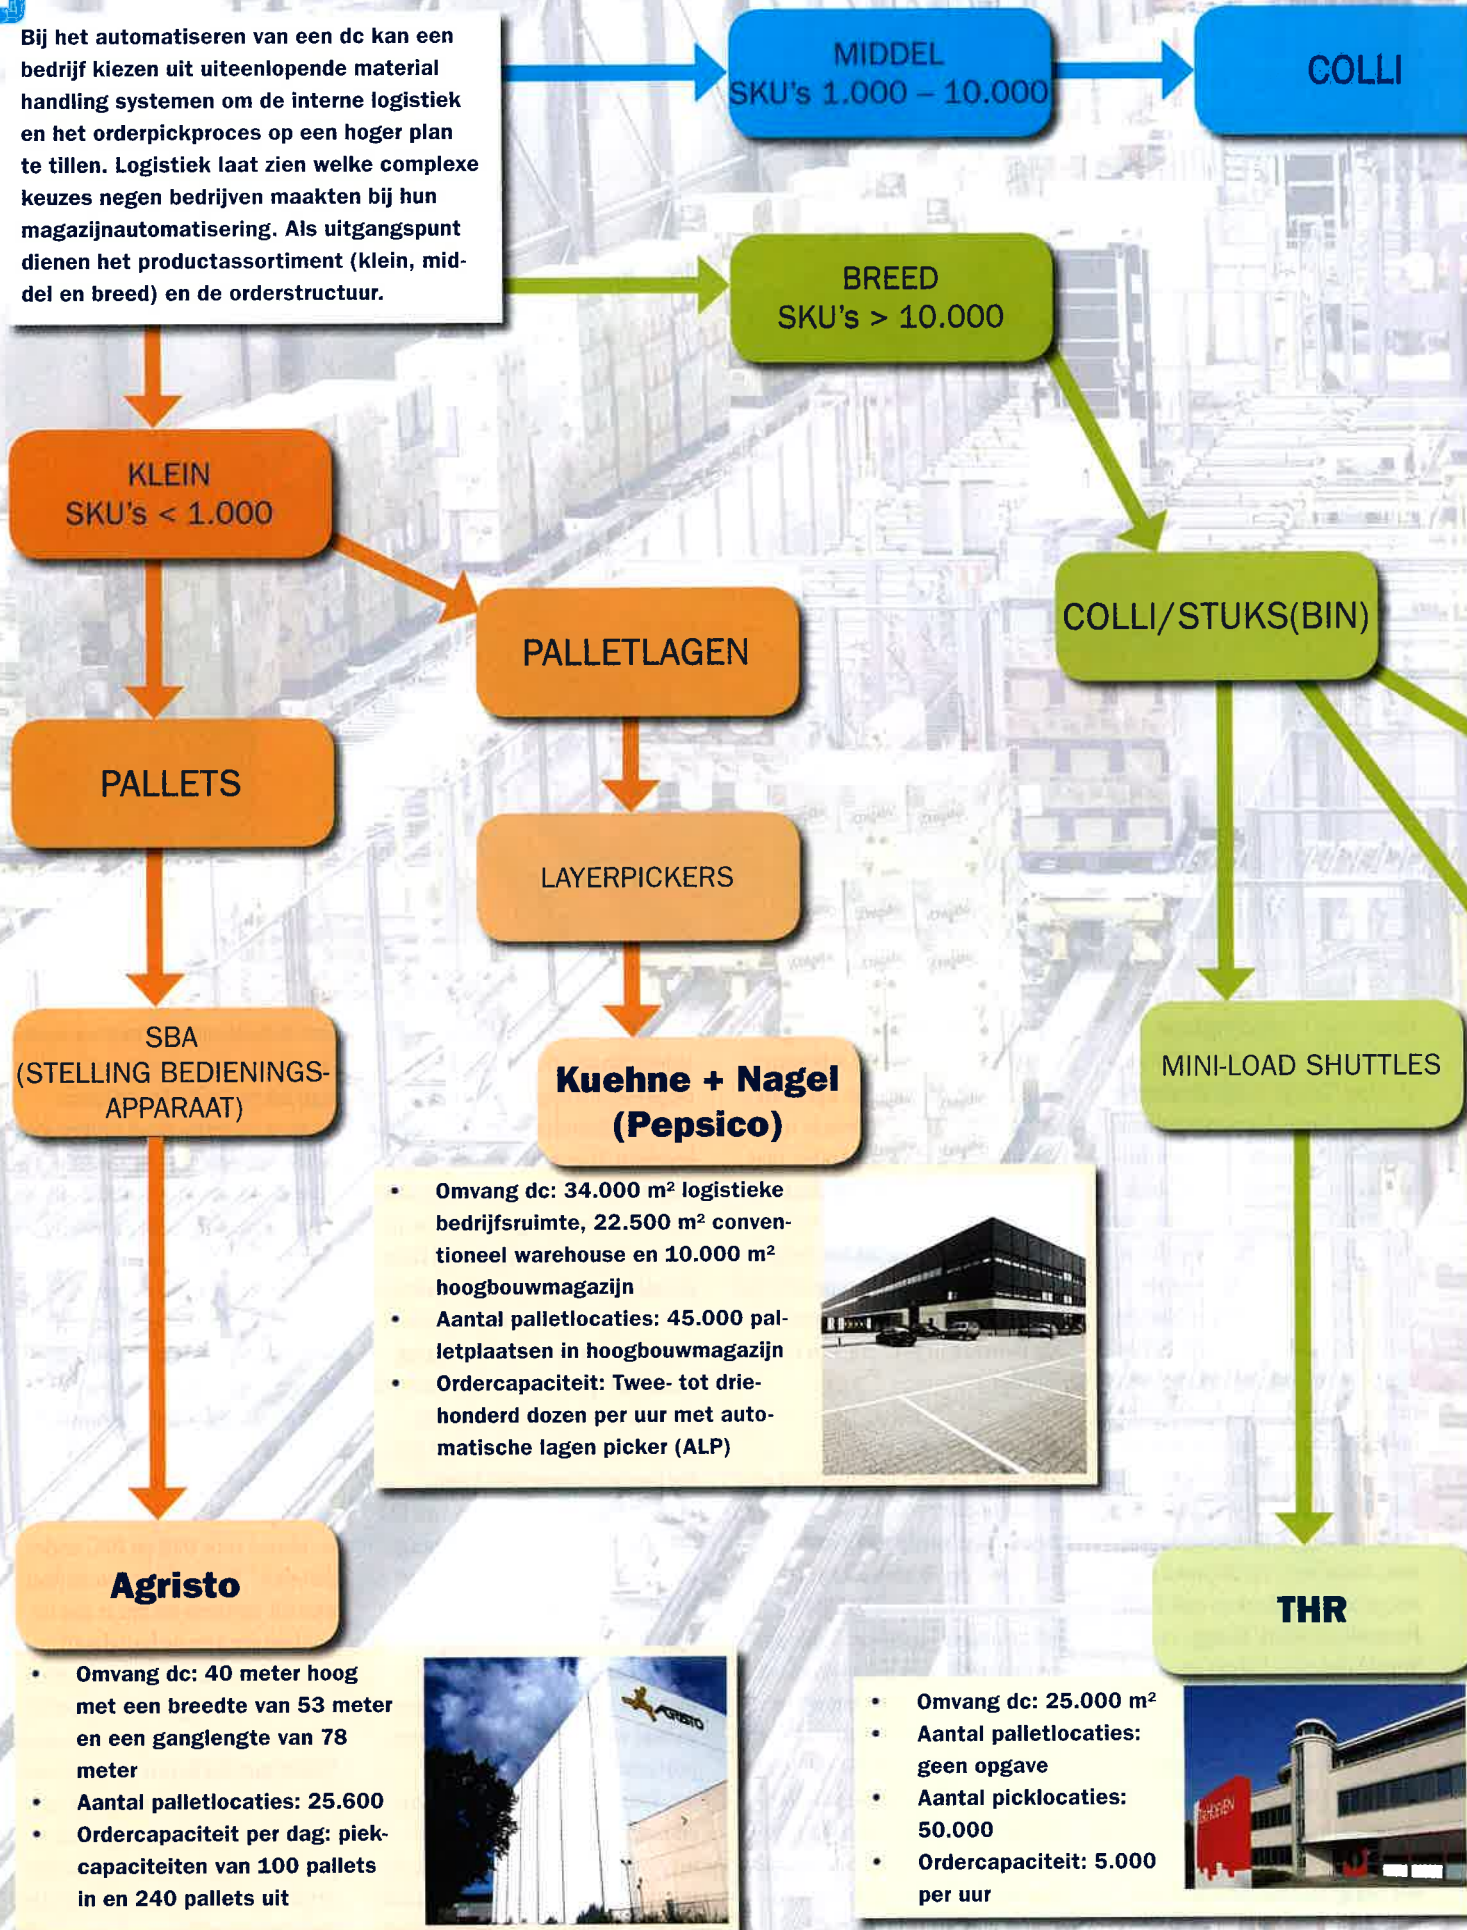 Bij het automatiseren van een dc kan een
bedrijf kiezen uit uiteenlopende material
handling systemen om de interne logistiek
en het orderpickproces op een hoger plan
te tillen. Logistiek laat zien welke complexe
keuzes negen bedrijven maakten bij hun
magazijnautomatisering. Als uitgangspunt
dienen het productassortiment (klein, mid-
del en breed) en de orderstructuur.
MIDDEL
SKU's 1.000 – 10.000
COLLI
BREED
SKU's > 10.000
KLEIN
SKU's < 1.000
PALLETLAGEN
COLLI/STUKS(BIN)
PALLETS
LAYERPICKERS
SBA
(STELLING BEDIENINGS-
APPARAAT)
MINI-LOAD SHUTTLES
Kuehne + Nagel
(Pepsico)
• Omvang dc: 34.000 m² logistieke
bedrijfsruimte, 22.500 m² conven-
tioneel warehouse en 10.000 m²
hoogbouwmagazijn
• Aantal palletlocaties: 45.000 pal-
letplaatsen in hoogbouwmagazijn
• Ordercapaciteit: Twee- tot drie-
honderd dozen per uur met auto-
matische lagen picker (ALP)
Agristo
• Omvang dc: 40 meter hoog
met een breedte van 53 meter
en een ganglengte van 78
meter
• Aantal palletlocaties: 25.600
• Ordercapaciteit per dag: piek-
capaciteiten van 100 pallets
in en 240 pallets uit
AGRISTO
THR
• Omvang dc: 25.000 m²
• Aantal palletlocaties:
geen opgave
• Aantal picklocaties:
50.000
• Ordercapaciteit: 5.000
per uur